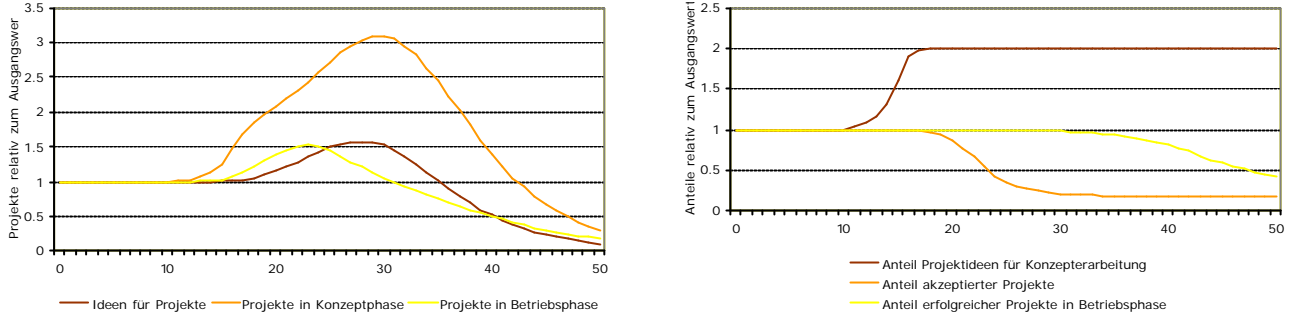 Projekte relativ zum Ausgangswer
3.5
3
2.5
2
1.5
1
0.5
0
0 10 20 30 40 50
Ideen für Projekte Projekte in Konzeptphase Projekte in Betriebsphase
Anteile relativ zum Ausgangswert
2.5
2
1.5
1
0.5
0
0 10 20 30 40 50
Anteil Projektideen für Konzepterarbeitung
Anteil akzeptierter Projekte
Anteil erfolgreicher Projekte in Betriebsphase